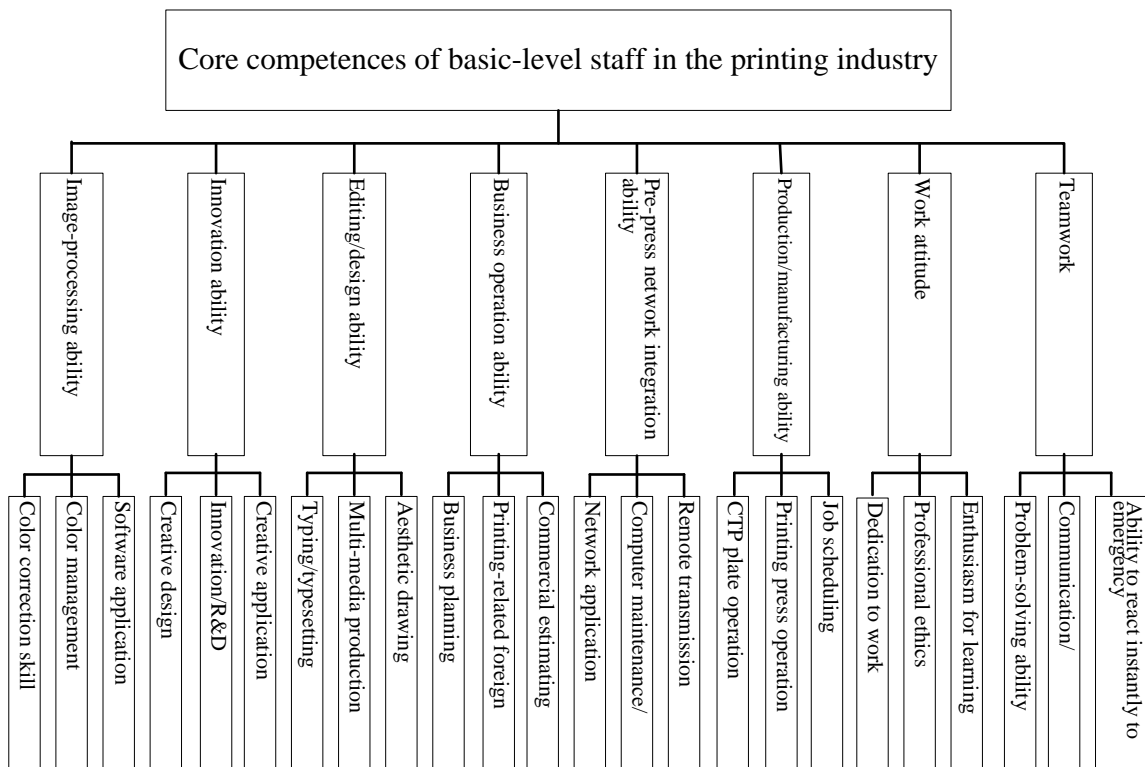 Core competences of basic-level staff in the printing industry
Image-processing ability
Innovation ability
Editing/design ability
Business operation ability
Pre-press network integration
ability
Production/manufacturing ability
Work attitude
Teamwork
Color correction skill
Color management
Software application
Creative design
Innovation/R&D
Creative application
Typing/typesetting
Multi-media production
Aesthetic drawing
Business planning
Printing-related foreign
Commercial estimating
Network application
Computer maintenance/
Remote transmission
CTP plate operation
Printing press operation
Job scheduling
Dedication to work
Professional ethics
Enthusiasm for learning
Problem-solving ability
Communication/
Ability to react instantly to
emergency